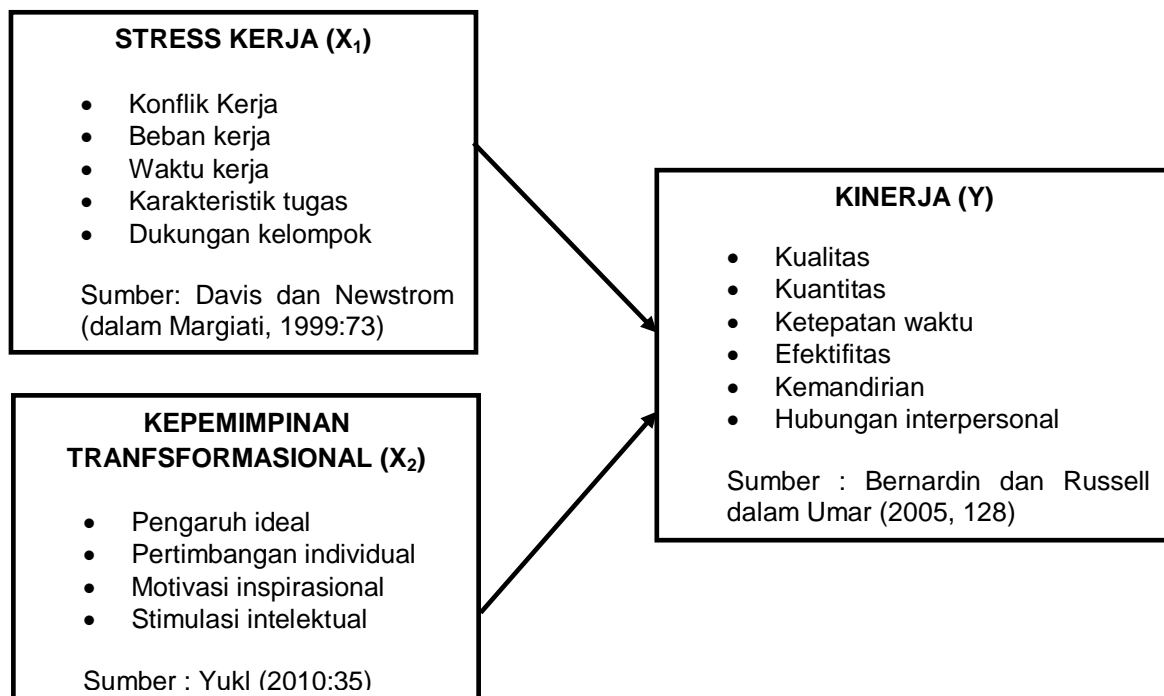 STRESS KERJA (X₁)
• Konflik Kerja
• Beban kerja
• Waktu kerja
• Karakteristik tugas
• Dukungan kelompok
Sumber: Davis dan Newstrom
(dalam Margiati, 1999:73)
KEPEMIMPINAN
TRANFSFORMASIONAL (X₂)
• Pengaruh ideal
• Pertimbangan individual
• Motivasi inspirasional
• Stimulasi intelektual
Sumber : Yukl (2010:35)
KINERJA (Y)
• Kualitas
• Kuantitas
• Ketepatan waktu
• Efektifitas
• Kemandirian
• Hubungan interpersonal
Sumber : Bernardin dan Russell
dalam Umar (2005, 128)